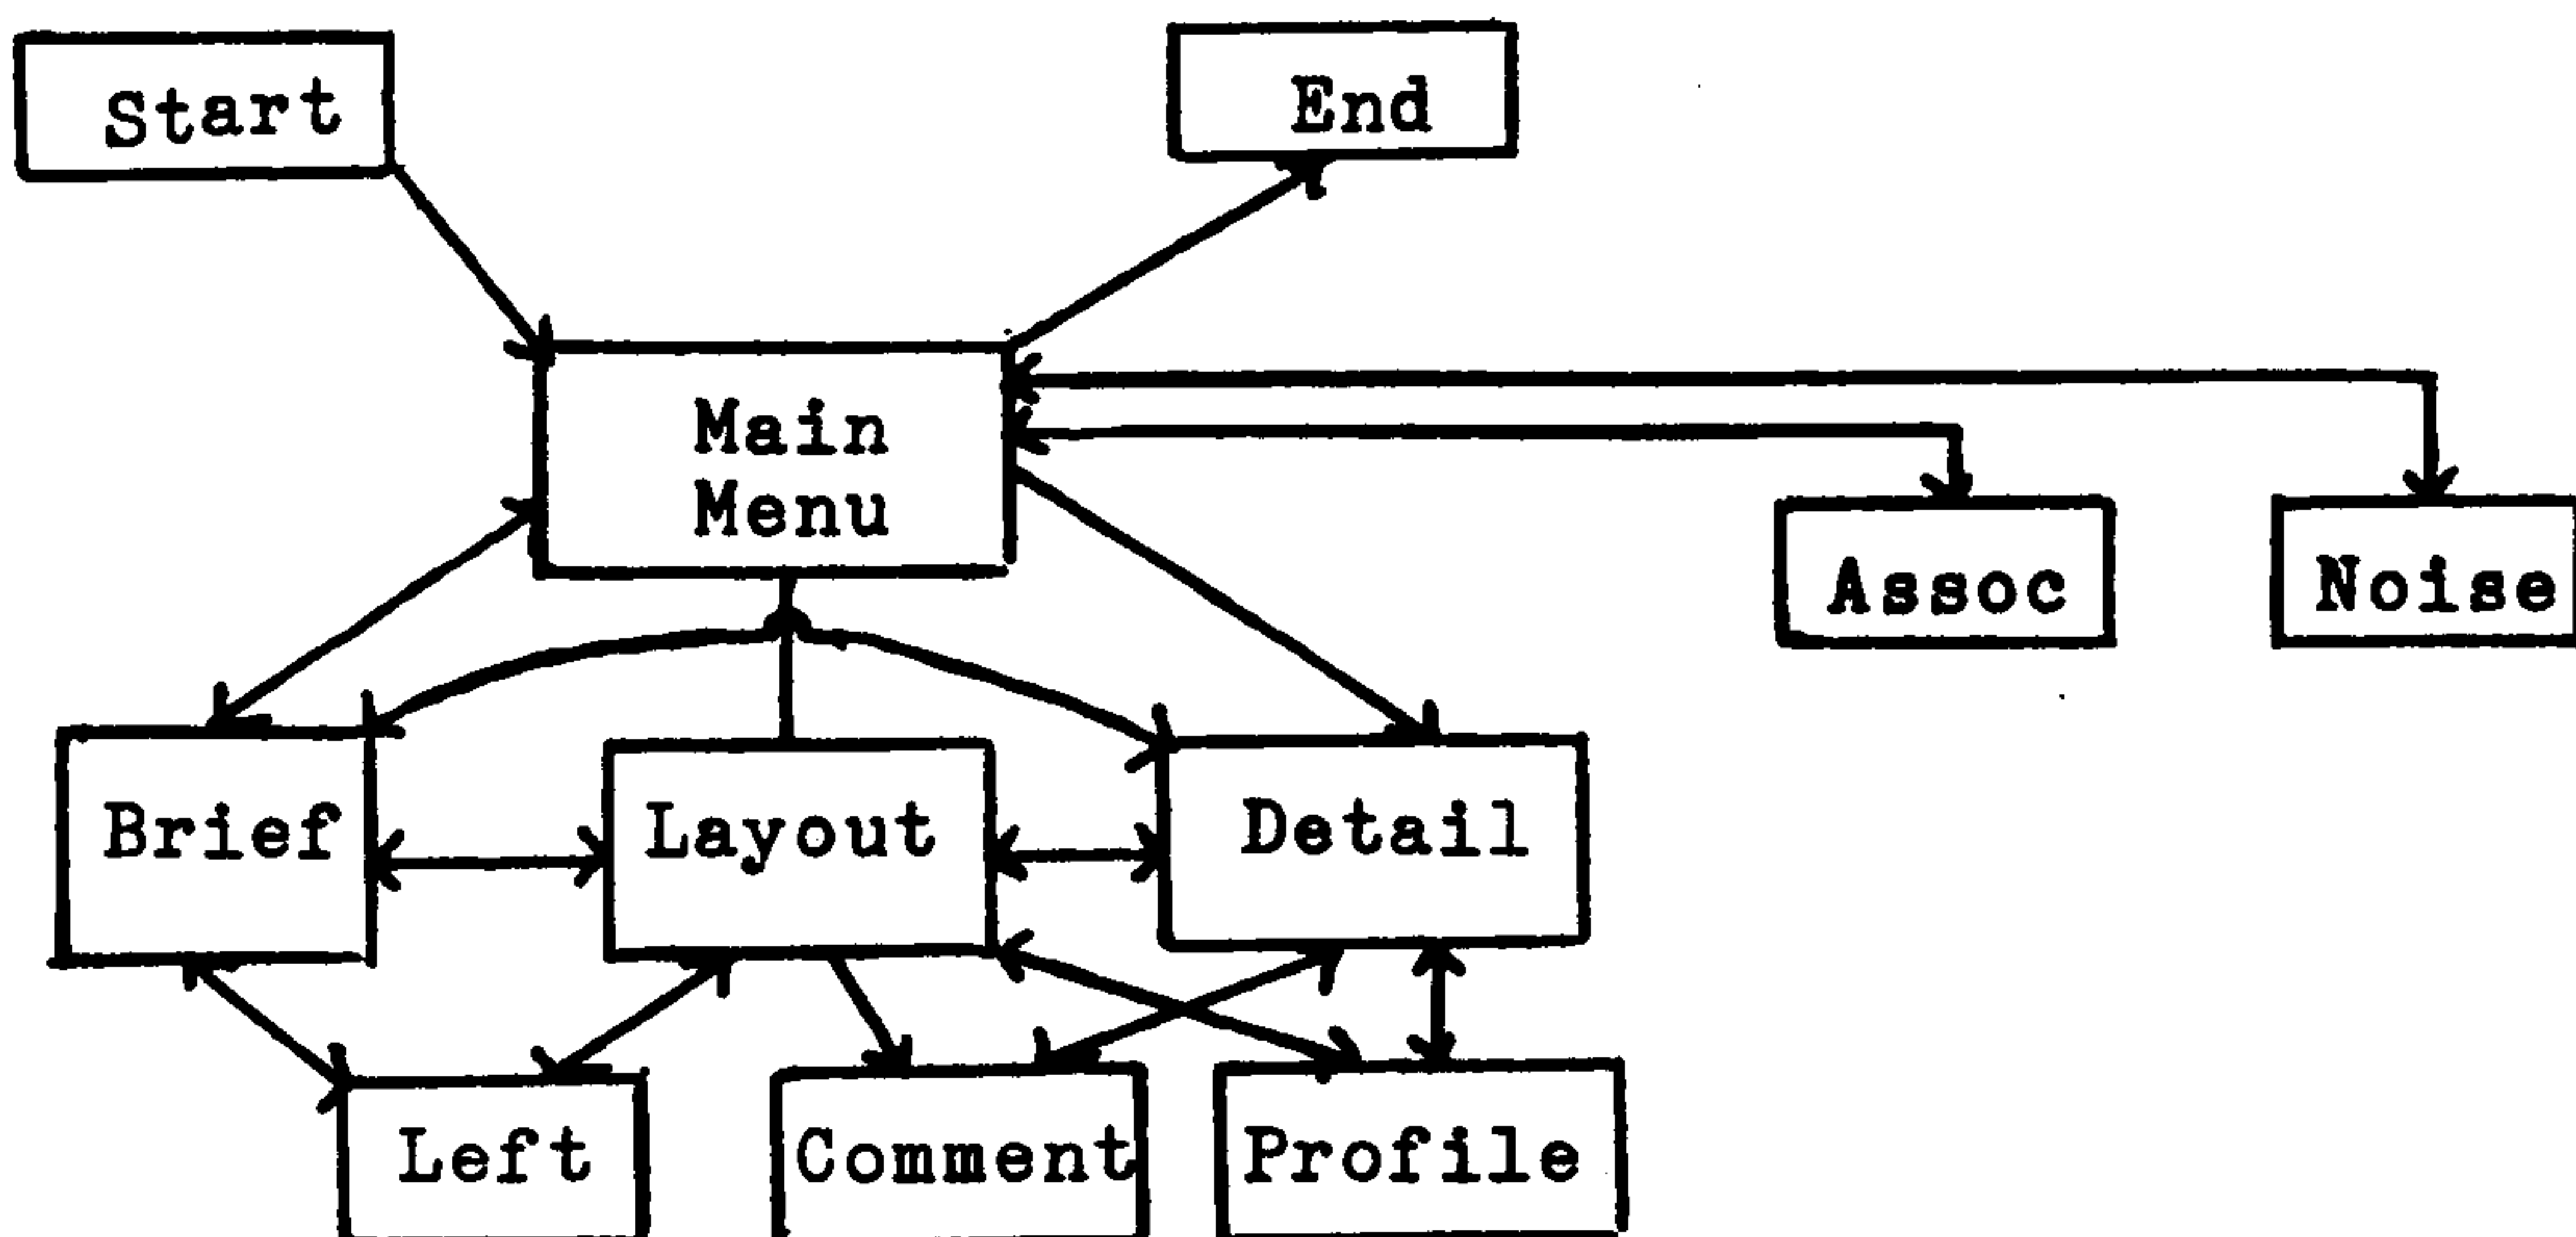 Start
End
Main
Menu
Assoc
Noise
Brief
Layout
Detail
Left
Comment
Profile